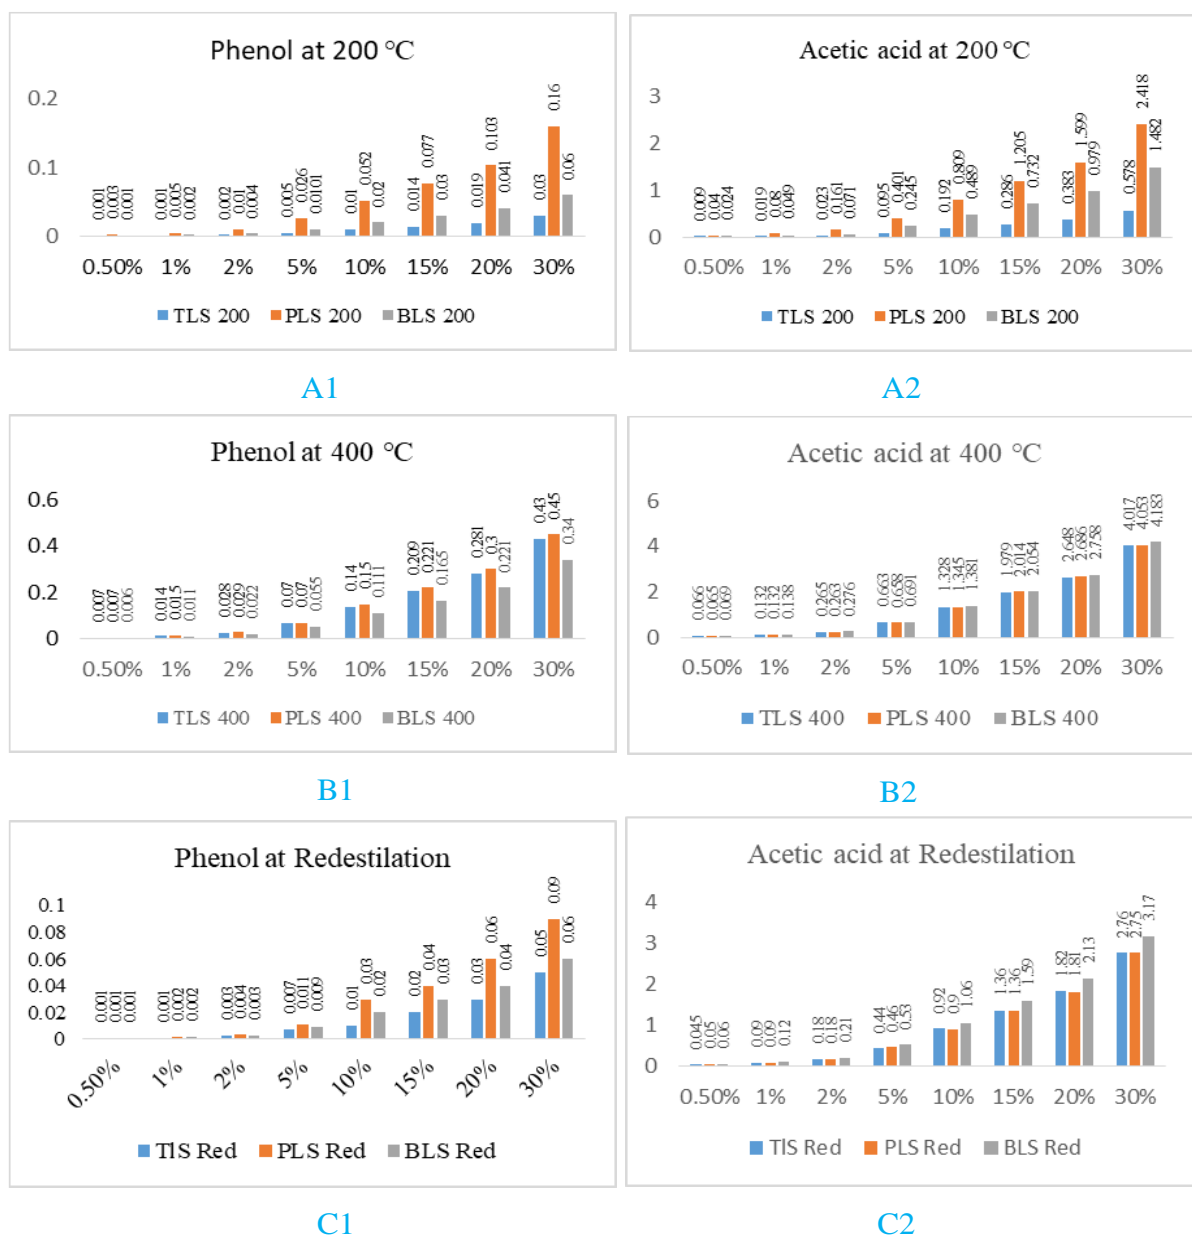 Phenol at 200 °C
0.2
0.1
0
0.001 0.003 0.001 0.001 0.005 0.002 0.002 0.01 0.004 0.005 0.026 0.0101 0.01 0.052 0.02 0.014 0.077 0.03 0.019 0.103 0.041 0.03 0.16 0.06
0.50% 1% 2% 5% 10% 15% 20% 30%
TLS 200 PLS 200 BLS 200
A1
Acetic acid at 200 °C
3
2
1
0
0.009 0.04 0.024 0.019 0.08 0.049 0.023 0.161 0.071 0.095 0.401 0.245 0.192 0.809 0.489 0.286 1.205 0.732 0.383 1.599 0.979 0.578 2.418 1.482
0.50% 1% 2% 5% 10% 15% 20% 30%
TLS 200 PLS 200 BLS 200
A2
Phenol at 400 °C
0.6
0.4
0.2
0
0.007 0.007 0.006 0.014 0.015 0.011 0.028 0.029 0.022 0.07 0.07 0.055 0.14 0.15 0.111 0.209 0.221 0.165 0.281 0.3 0.221 0.43 0.45 0.34
0.50% 1% 2% 5% 10% 15% 20% 30%
TLS 400 PLS 400 BLS 400
B1
Acetic acid at 400 °C
6
4
2
0
0.066 0.065 0.069 0.132 0.132 0.138 0.265 0.263 0.276 0.663 0.658 0.691 1.328 1.345 1.381 1.979 2.014 2.054 2.648 2.686 2.758 4.017 4.053 4.183
0.50% 1% 2% 5% 10% 15% 20% 30%
TLS 400 PLS 400 BLS 400
B2
Phenol at Redestilation
0.1
0.08
0.06
0.04
0.02
0
0.001 0.001 0.001 0.001 0.002 0.002 0.003 0.004 0.003 0.007 0.011 0.009 0.01 0.03 0.02 0.02 0.04 0.03 0.03 0.06 0.04 0.05 0.09 0.06
0.50% 1% 2% 5% 10% 15% 20% 30%
TlS Red PLS Red BLS Red
C1
Acetic acid at Redestilation
4
3
2
1
0
0.045 0.05 0.06 0.09 0.09 0.12 0.18 0.18 0.21 0.44 0.46 0.53 0.92 0.9 1.06 1.36 1.36 1.59 1.82 1.81 2.13 2.76 2.75 3.17
0.50% 1% 2% 5% 10% 15% 20% 30%
TlS Red PLS Red BLS Red
C2